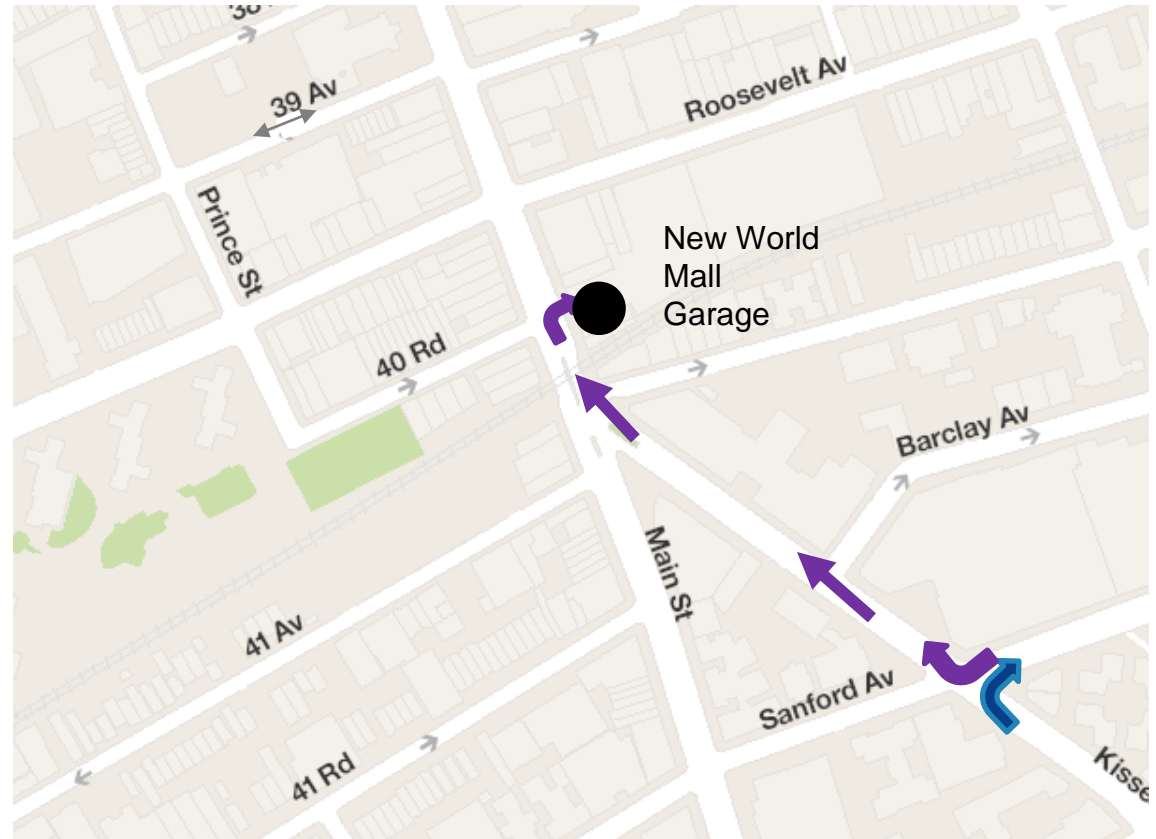 39 Av
Roosevelt Av
Prince St
New World
Mall
Garage
40 Rd
Barclay Av
Main St
41 Av
Sanford Av
41 Rd
Kisse